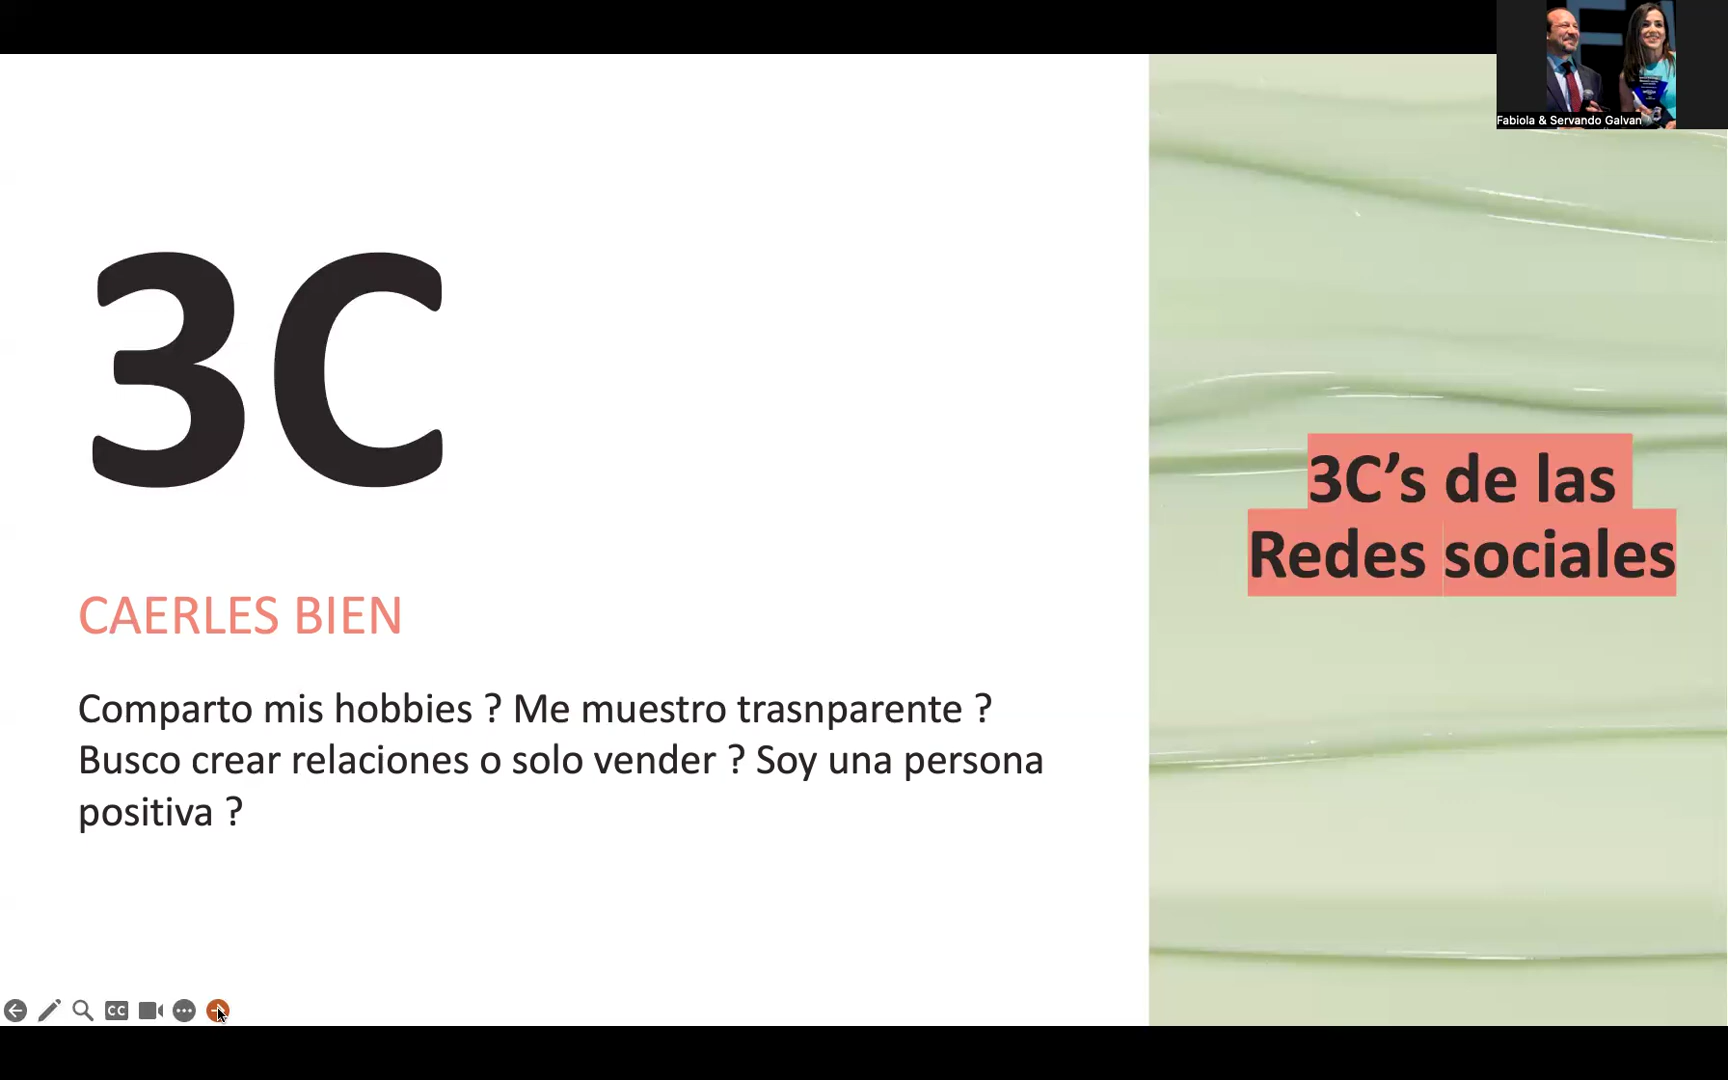 Fabiola & Servando Galvan
3C
CAERLES BIEN
Comparto mis hobbies ? Me muestro trasnparente ?
Busco crear relaciones o solo vender ? Soy una persona
positiva ?
3C’s de las
Redes sociales
CC